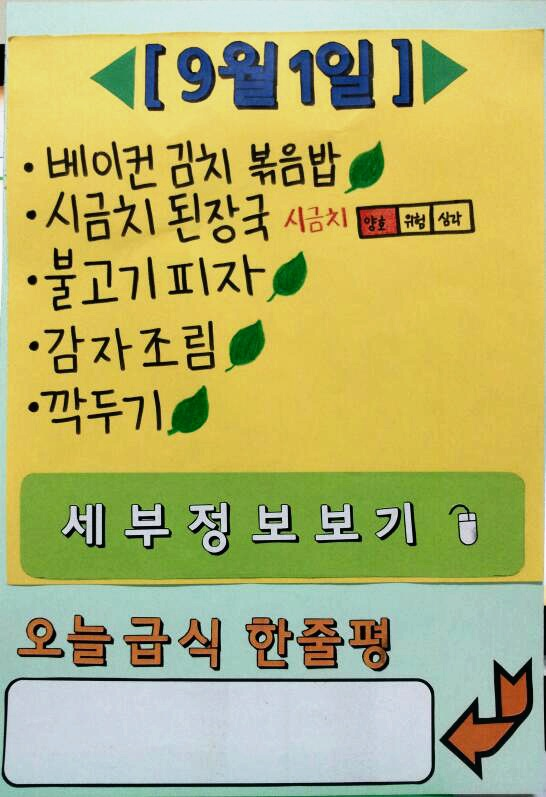 [ 9월 1일 ]
• 베이컨 김치 볶음밥
• 시금치 된장국 시금치 양호 위험 심각
• 불고기 피자
• 감자조림
• 깍두기
세부정보보기
오늘급식 한줄평